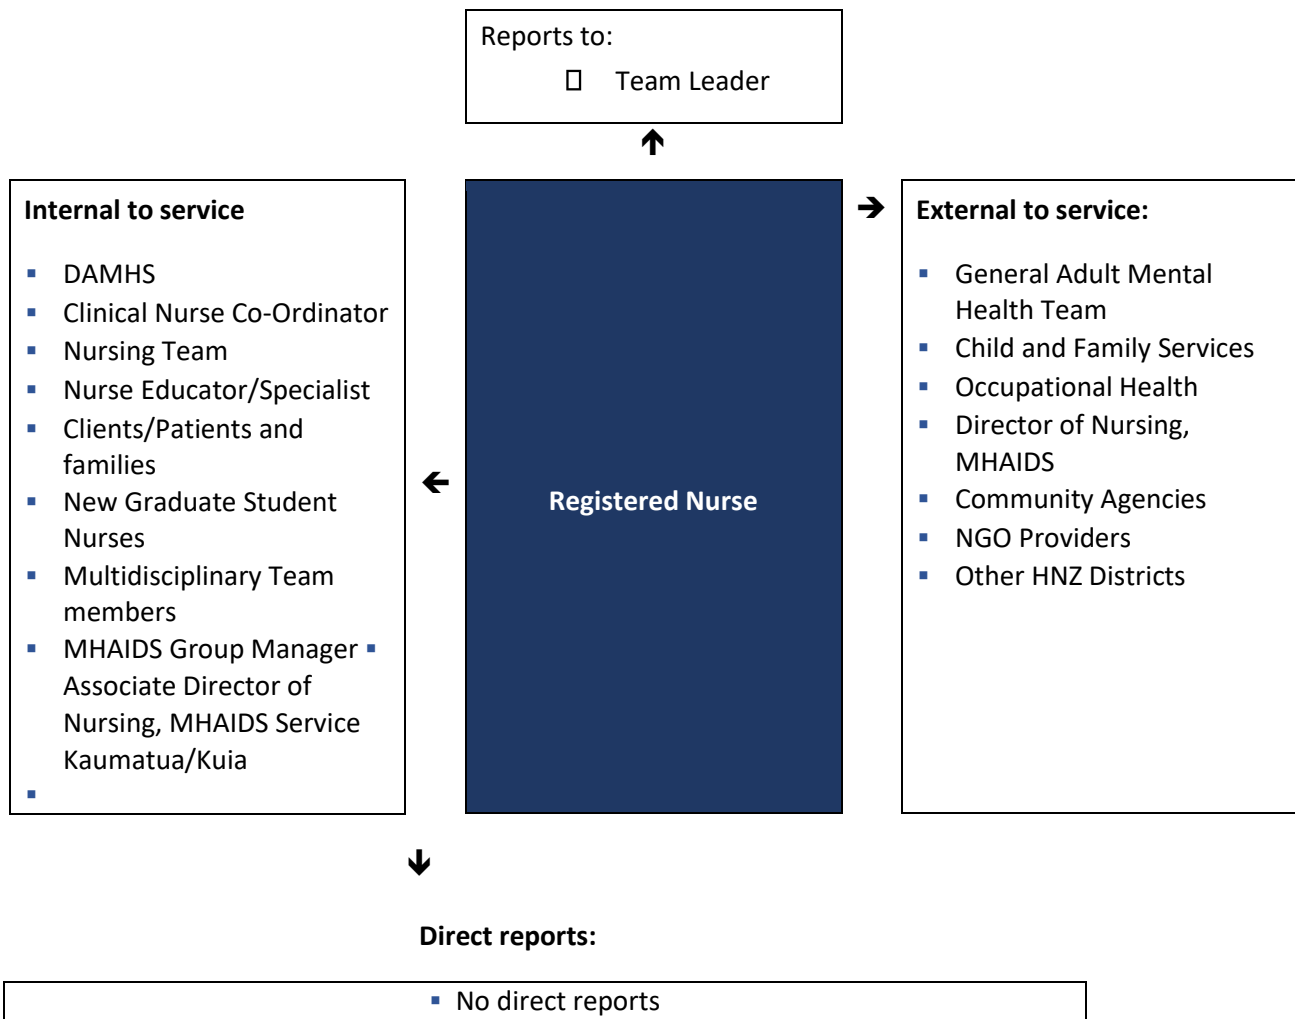 Reports to:
Team Leader
Internal to service
▪ DAMHS
▪ Clinical Nurse Co-Ordinator
▪ Nursing Team
▪ Nurse Educator/Specialist
▪ Clients/Patients and
families
▪ New Graduate Student
Nurses
▪ Multidisciplinary Team
members
▪ MHAIDS Group Manager ▪
Associate Director of
Nursing, MHAIDS Service
Kaumatua/Kuia
▪
Registered Nurse
External to service:
▪ General Adult Mental
Health Team
▪ Child and Family Services
▪ Occupational Health
▪ Director of Nursing,
MHAIDS
▪ Community Agencies
▪ NGO Providers
▪ Other HNZ Districts
Direct reports:
▪ No direct reports